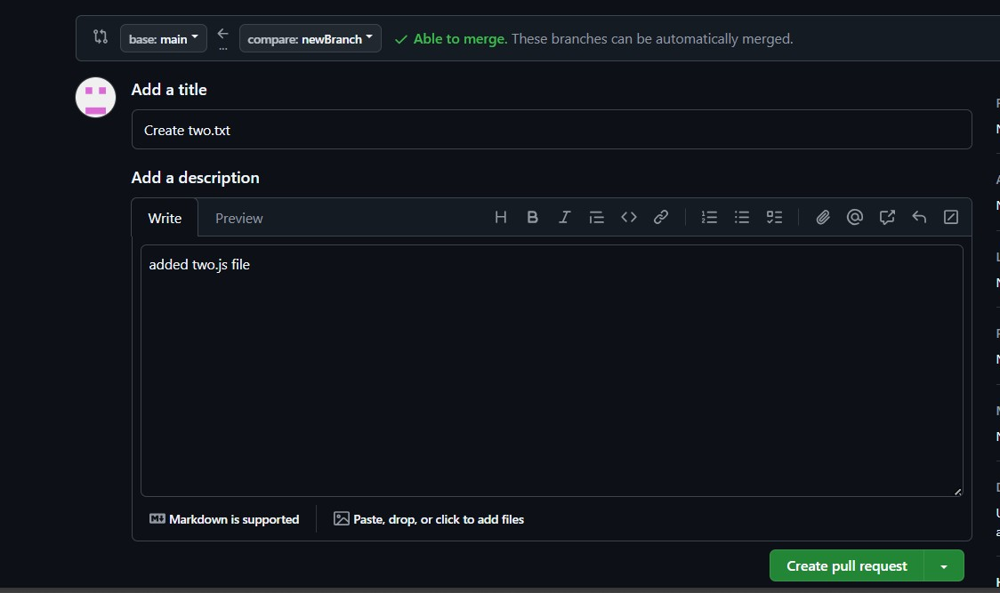 base: main
compare: newBranch
Able to merge. These branches can be automatically merged.
Add a title
Create two.txt
Add a description
Write Preview
added two.js file
Markdown is supported
Paste, drop, or click to add files
Create pull request